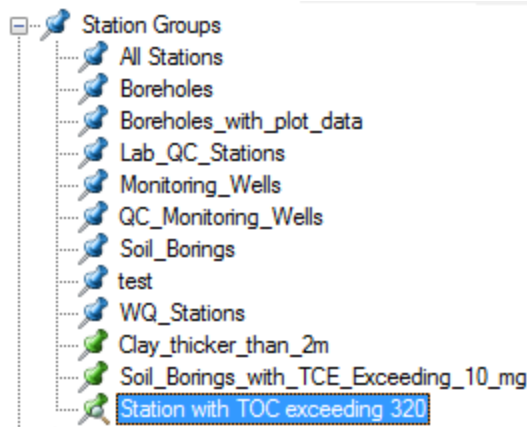 Station Groups
All Stations
Boreholes
Boreholes_with_plot_data
Lab_QC_Stations
Monitoring_Wells
QC_Monitoring_Wells
Soil_Borings
test
WQ_Stations
Clay_thicker_than_2m
Soil_Borings_with_TCE_Exceeding_10_mg
Station with TOC exceeding 320